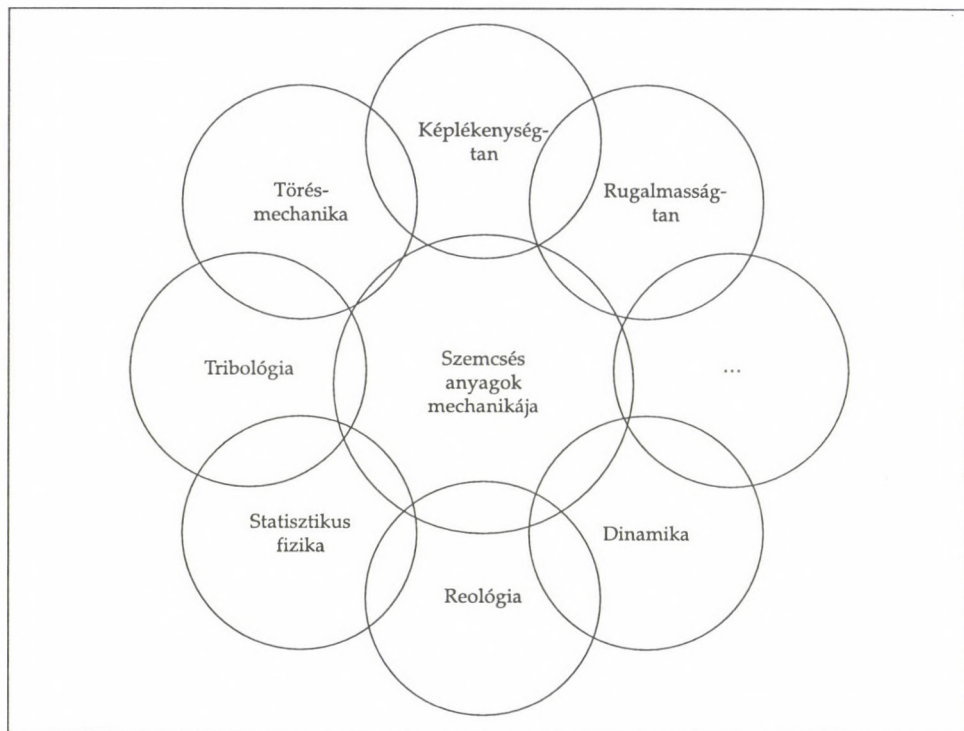 Képlékenység-
tan
Törés-
mechanika
Rugalmasság-
tan
Tribológia
Szemcsés
anyagok
mechanikája
...
Statisztikus
fizika
Dinamika
Reológia